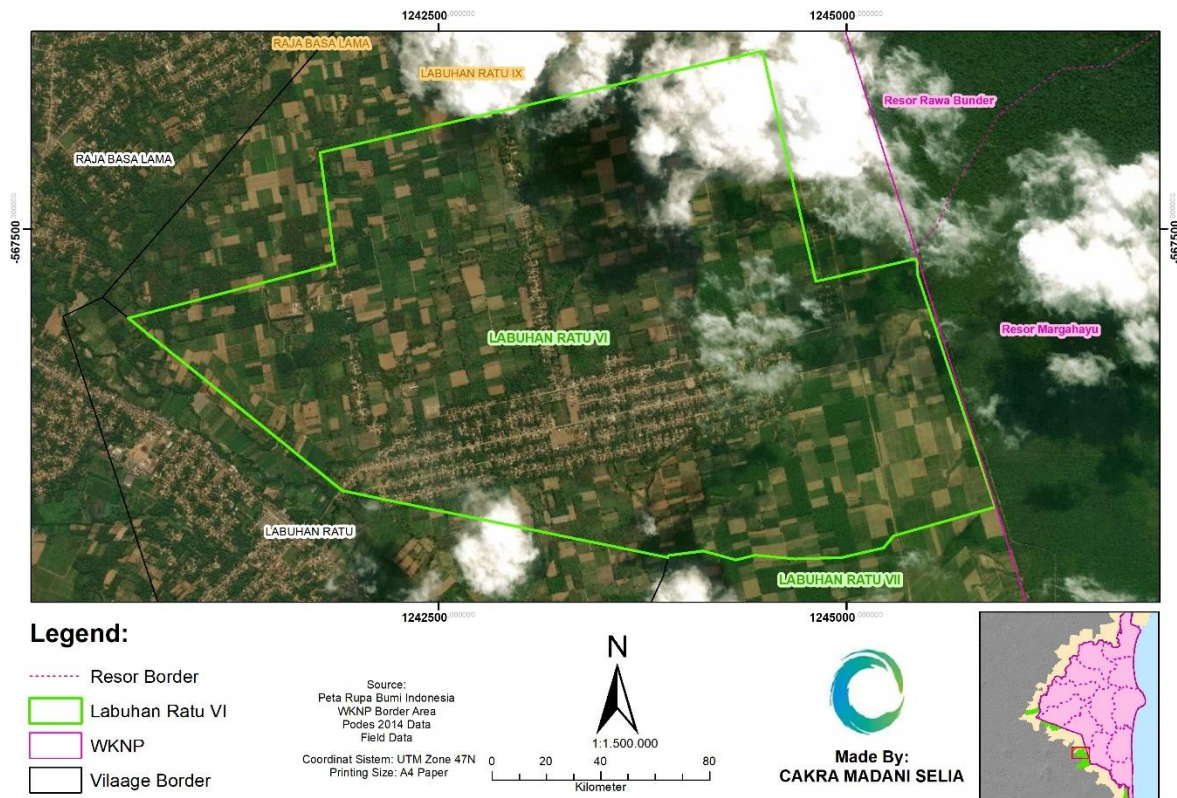 1242500,000000
1245000,000000
RAJA BASA LAMA
LABUHAN RATU IX
Resor Rawa Bunder
RAJA BASA LAMA
-567500,000000
-567500,000000
Resor Margahayu
LABUHAN RATU VI
LABUHAN RATU
LABUHAN RATU VII
1242500,000000
1245000,000000
Legend:
Resor Border
Labuhan Ratu VI
WKNP
Vilaage Border
Source:
Peta Rupa Bumi Indonesia
WKNP Border Area
Podes 2014 Data
Field Data
Coordinat Sistem: UTM Zone 47N
Printing Size: A4 Paper
N
1:1.500.000
0 20 40 60 80
Kilometer
Made By:
CAKRA MADANI SELIA